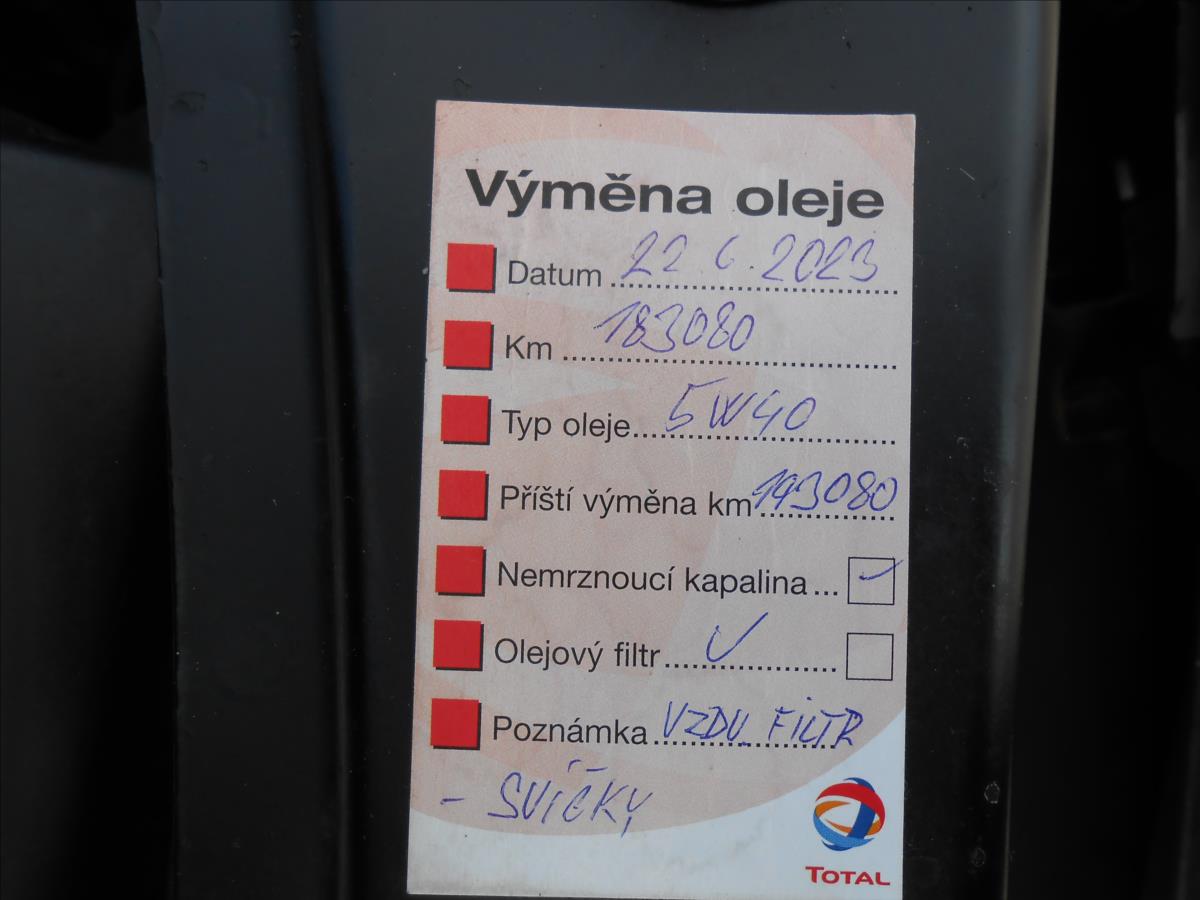 Výměna oleje
Datum 22.6.2023
Km 183080
Typ oleje 5W40
Příští výměna km 193080
Nemrznoucí kapalina ... ✓
Olejový filtr ✓
Poznámka VZDU. FILTR
- SVÍČKY
TOTAL